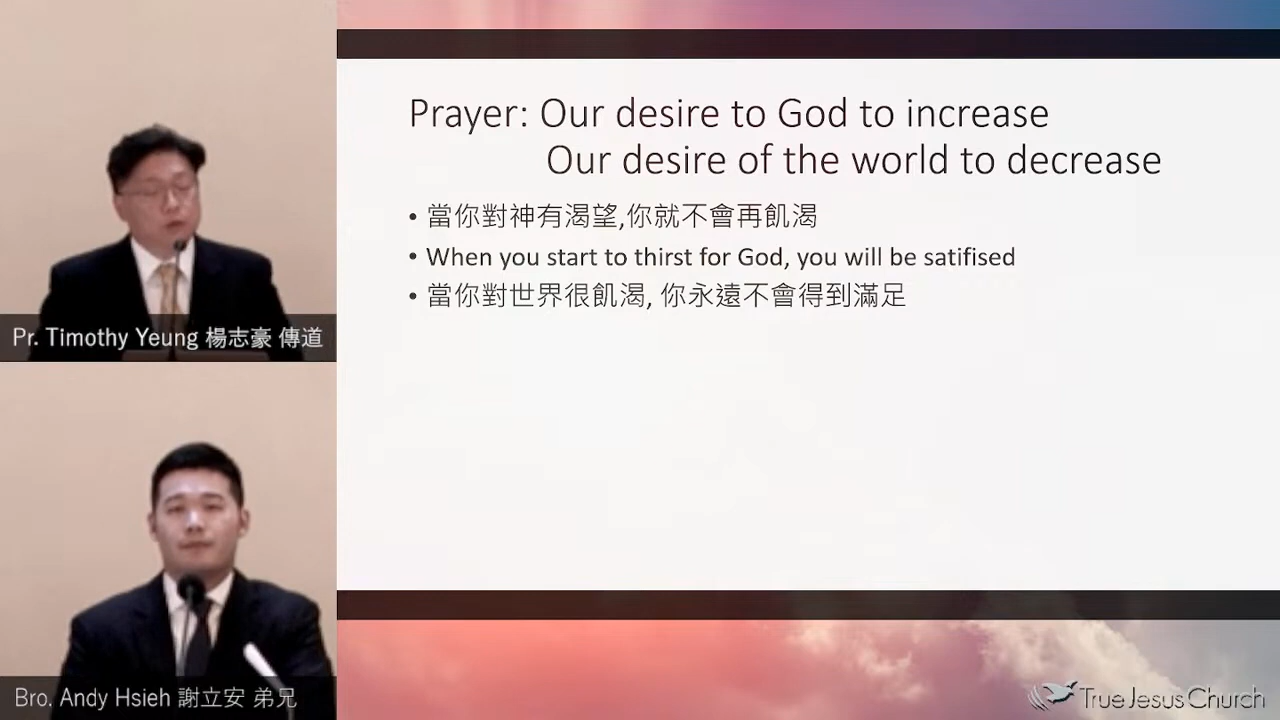 Prayer: Our desire to God to increase
Our desire of the world to decrease
• 當你對神有渴望,你就不會再飢渴
• When you start to thirst for God, you will be satifised
• 當你對世界很飢渴, 你永遠不會得到滿足
Pr. Timothy Yeung 楊志豪 傳道
Bro. Andy Hsieh 謝立安 弟兄
True Jesus Church